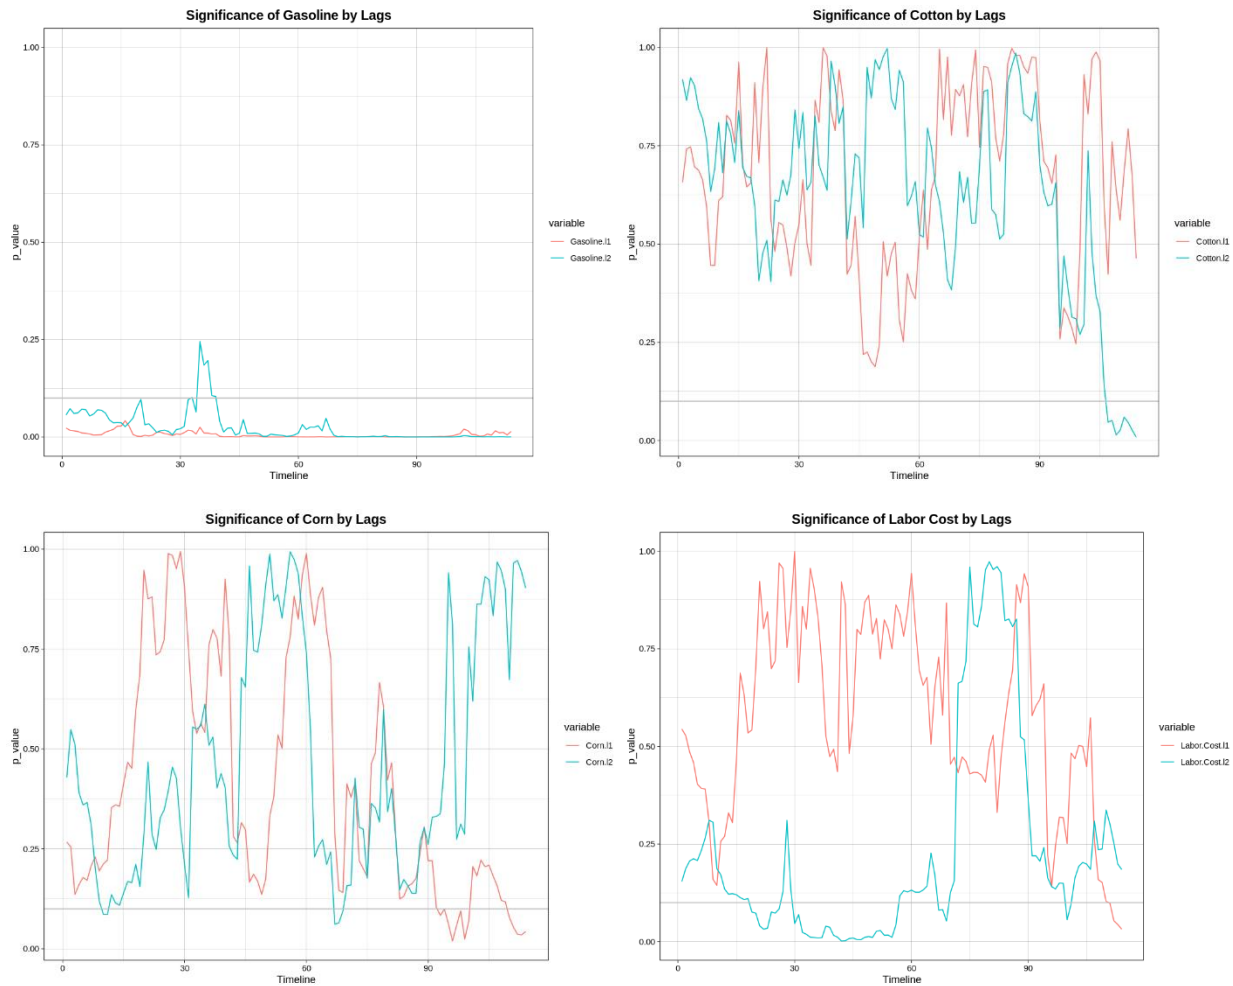 Significance of Gasoline by Lags
1.00
0.75
0.50
0.25
0.00
p_value
0
30
60
90
Timeline
variable
Gasoline.l1
Gasoline.l2
Significance of Cotton by Lags
1.00
0.75
0.50
0.25
0.00
p_value
0
30
60
90
Timeline
variable
Cotton.l1
Cotton.l2
Significance of Corn by Lags
1.00
0.75
0.50
0.25
0.00
p_value
0
30
60
90
Timeline
variable
Corn.l1
Corn.l2
Significance of Labor Cost by Lags
1.00
0.75
0.50
0.25
0.00
p_value
0
30
60
90
Timeline
variable
Labor.Cost.l1
Labor.Cost.l2